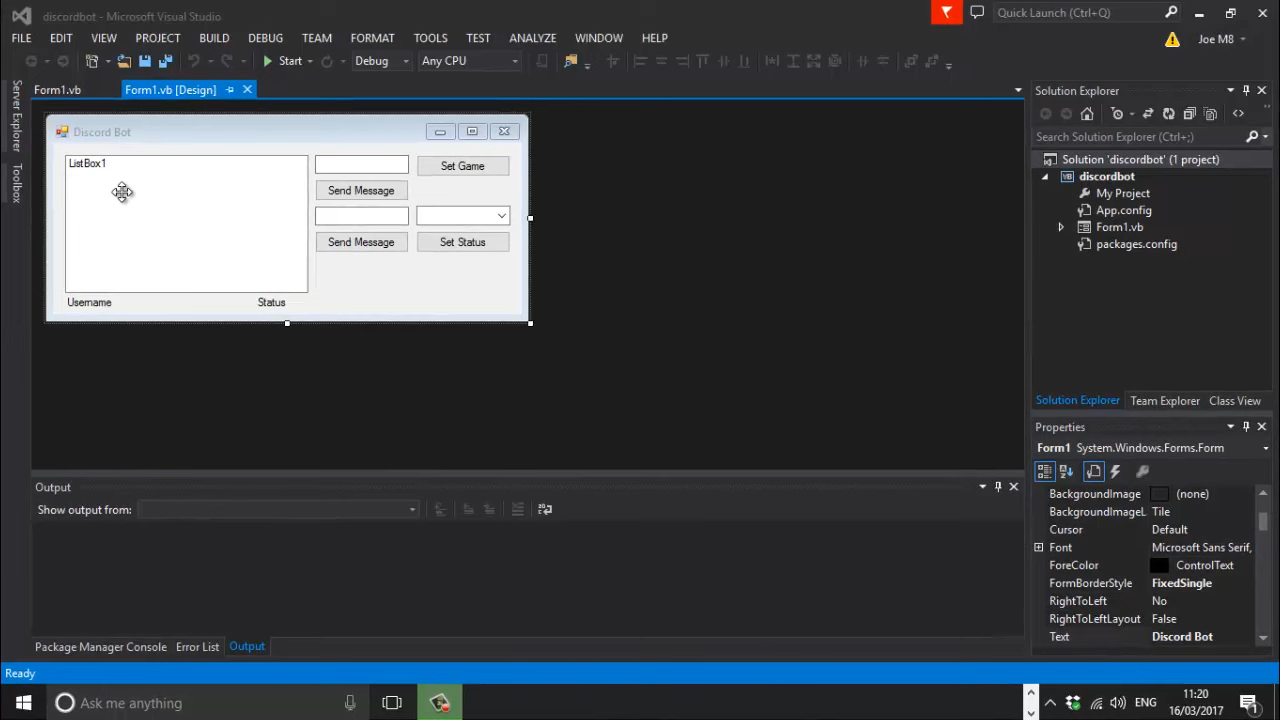 discordbot - Microsoft Visual Studio
Quick Launch (Ctrl+Q)
FILE EDIT VIEW PROJECT BUILD DEBUG TEAM FORMAT TOOLS TEST ANALYZE WINDOW HELP
Joe M8
Start Debug Any CPU
Server Explorer
Toolbox
Form1.vb
Form1.vb [Design]
Discord Bot
ListBox1
Set Game
Send Message
Send Message
Set Status
Username
Status
Solution Explorer
Search Solution Explorer (Ctrl+;)
Solution 'discordbot' (1 project)
discordbot
My Project
App.config
Form1.vb
packages.config
Solution Explorer Team Explorer Class View
Properties
Form1 System.Windows.Forms.Form
BackgroundImage (none)
BackgroundImageL Tile
Cursor Default
Font Microsoft Sans Serif,
ForeColor ControlText
FormBorderStyle FixedSingle
RightToLeft No
RightToLeftLayout False
Text Discord Bot
Output
Show output from:
Package Manager Console Error List Output
Ready
Ask me anything
ENG
11:20
16/03/2017
1